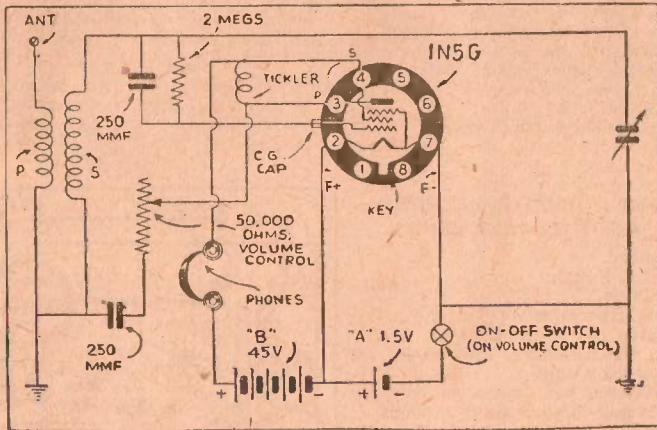 ANT
2 MEGS
1N5G
S
TICKLER
P
4
5
3
6
2
7
1
8
250
MMF
P
S
C G
CAP
F+
F-
KEY
50,000
OHMS,
VOLUME
CONTROL
PHONES
250
MMF
"B"
45V
"A" 1.5V
ON-OFF SWITCH
(ON VOLUME CONTROL)
+
-
+
-